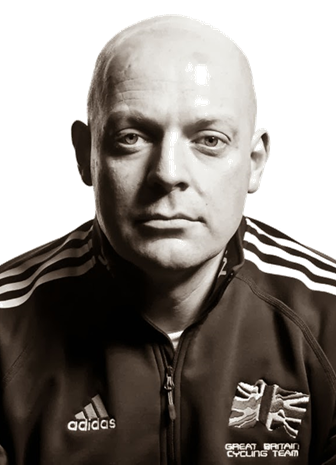 adidas
GREAT BRITAIN
CYCLING TEAM